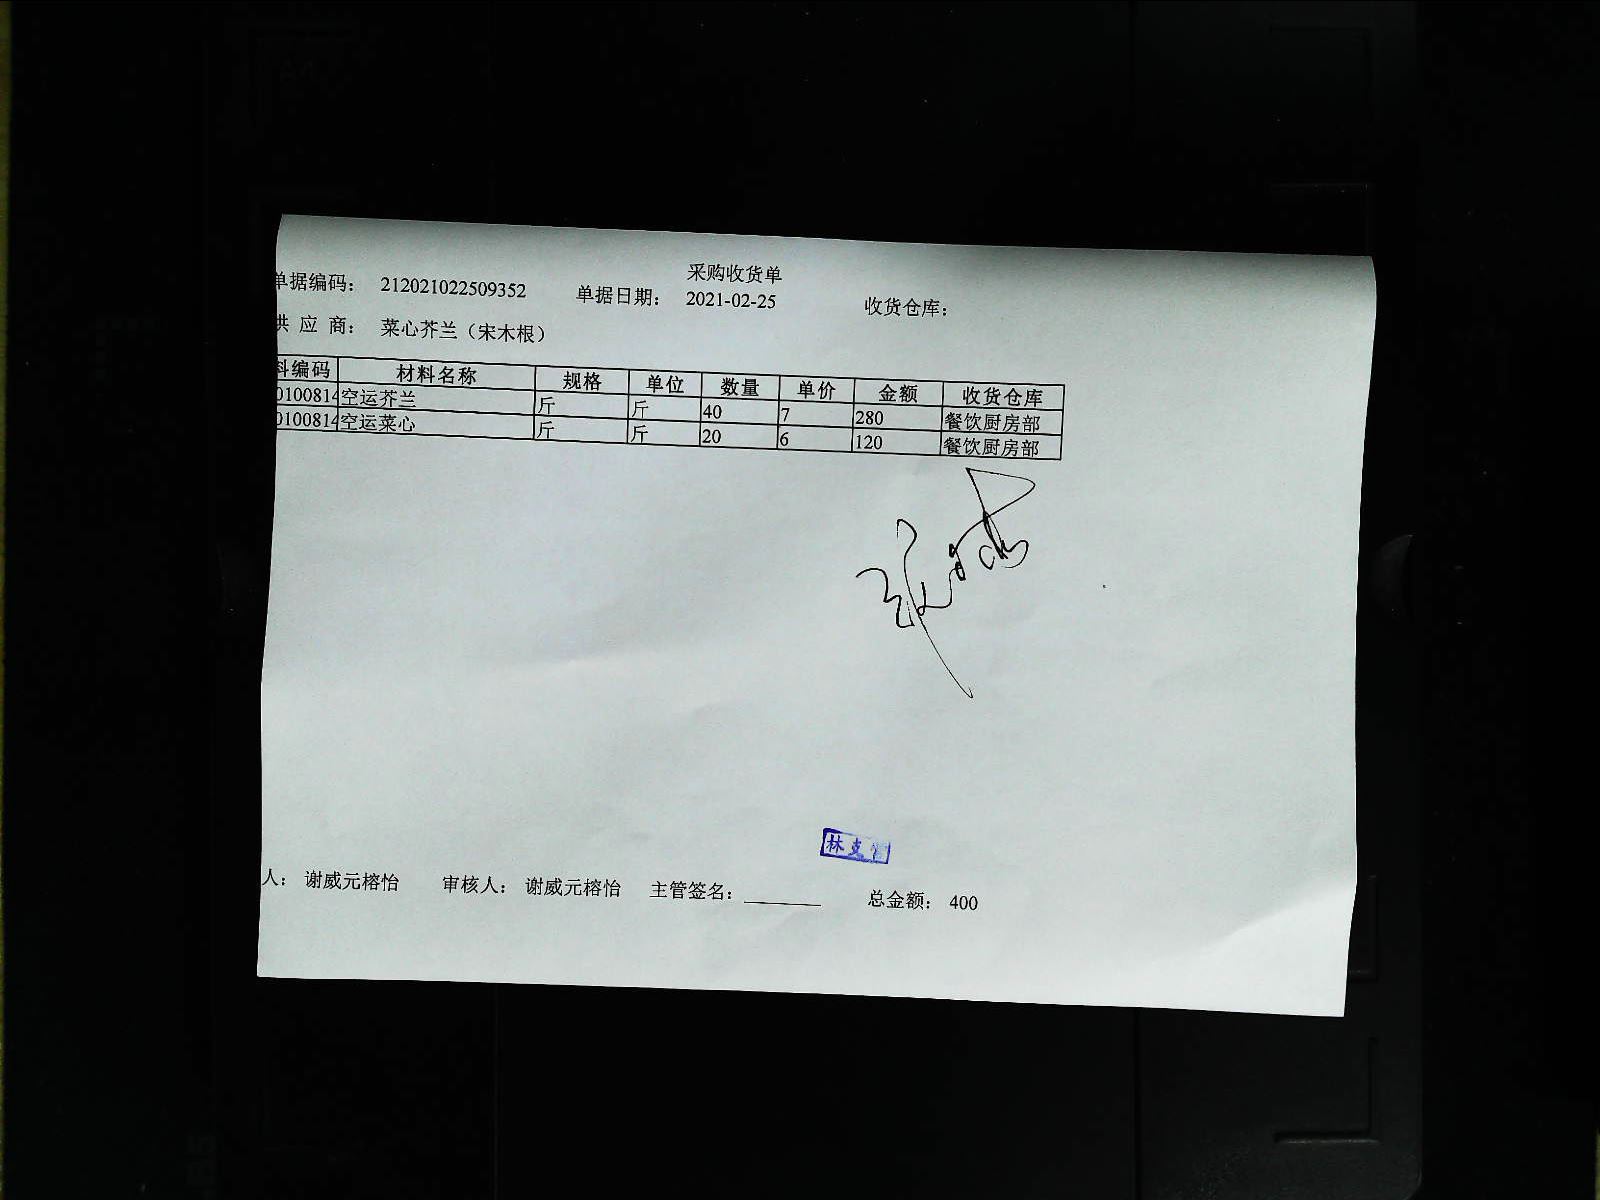 采购收货单
单据编码： 212021022509352 单据日期： 2021-02-25 收货仓库：
供 应 商： 菜心芥兰（宋木根）
料编码 材料名称 规格 单位 数量 单价 金额 收货仓库
0100814 空运芥兰 斤 斤 40 7 280 餐饮厨房部
0100814 空运菜心 斤 斤 20 6 120 餐饮厨房部
林支
人： 谢威元榕怡 审核人： 谢威元榕怡 主管签名： 总金额： 400